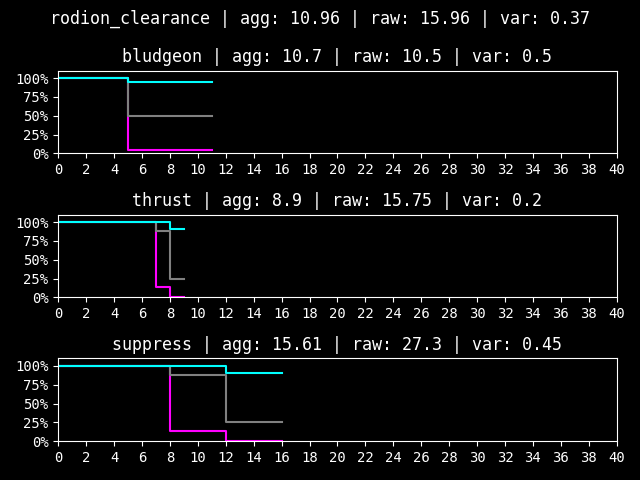 rodion_clearance | agg: 10.96 | raw: 15.96 | var: 0.37
bludgeon | agg: 10.7 | raw: 10.5 | var: 0.5
100%
75%
50%
25%
0%
0 2 4 6 8 10 12 14 16 18 20 22 24 26 28 30 32 34 36 38 40
thrust | agg: 8.9 | raw: 15.75 | var: 0.2
100%
75%
50%
25%
0%
0 2 4 6 8 10 12 14 16 18 20 22 24 26 28 30 32 34 36 38 40
suppress | agg: 15.61 | raw: 27.3 | var: 0.45
100%
75%
50%
25%
0%
0 2 4 6 8 10 12 14 16 18 20 22 24 26 28 30 32 34 36 38 40